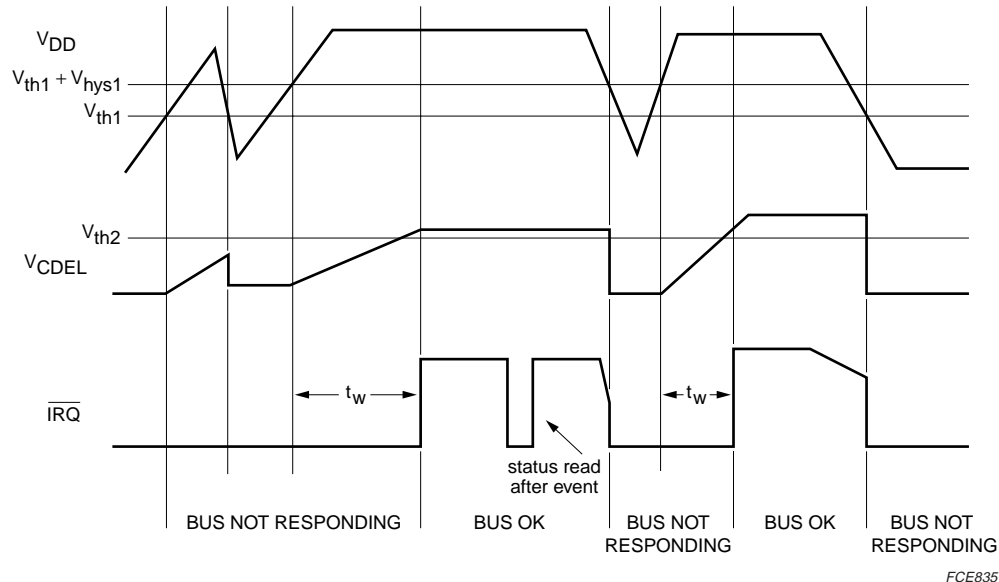 VDD
Vth1 + Vhys1
Vth1
Vth2
VCDEL
IRQ
tW
tW
status read
after event
BUS NOT RESPONDING
BUS OK
BUS NOT
RESPONDING
BUS OK
BUS NOT
RESPONDING
FCE835